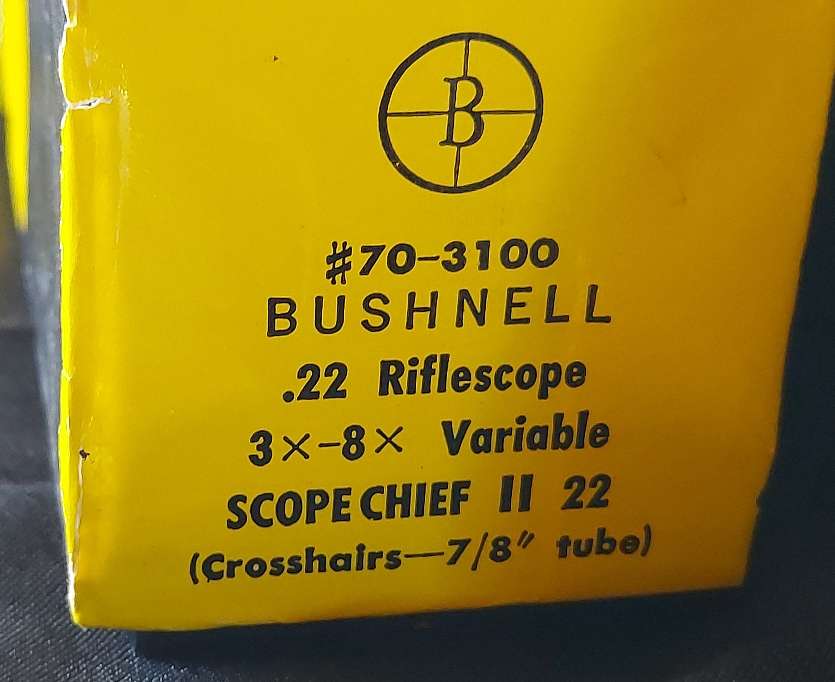 B
#70-3100
BUSHNELL
.22 Riflescope
3×-8× Variable
SCOPE CHIEF II 22
(Crosshairs—7/8" tube)